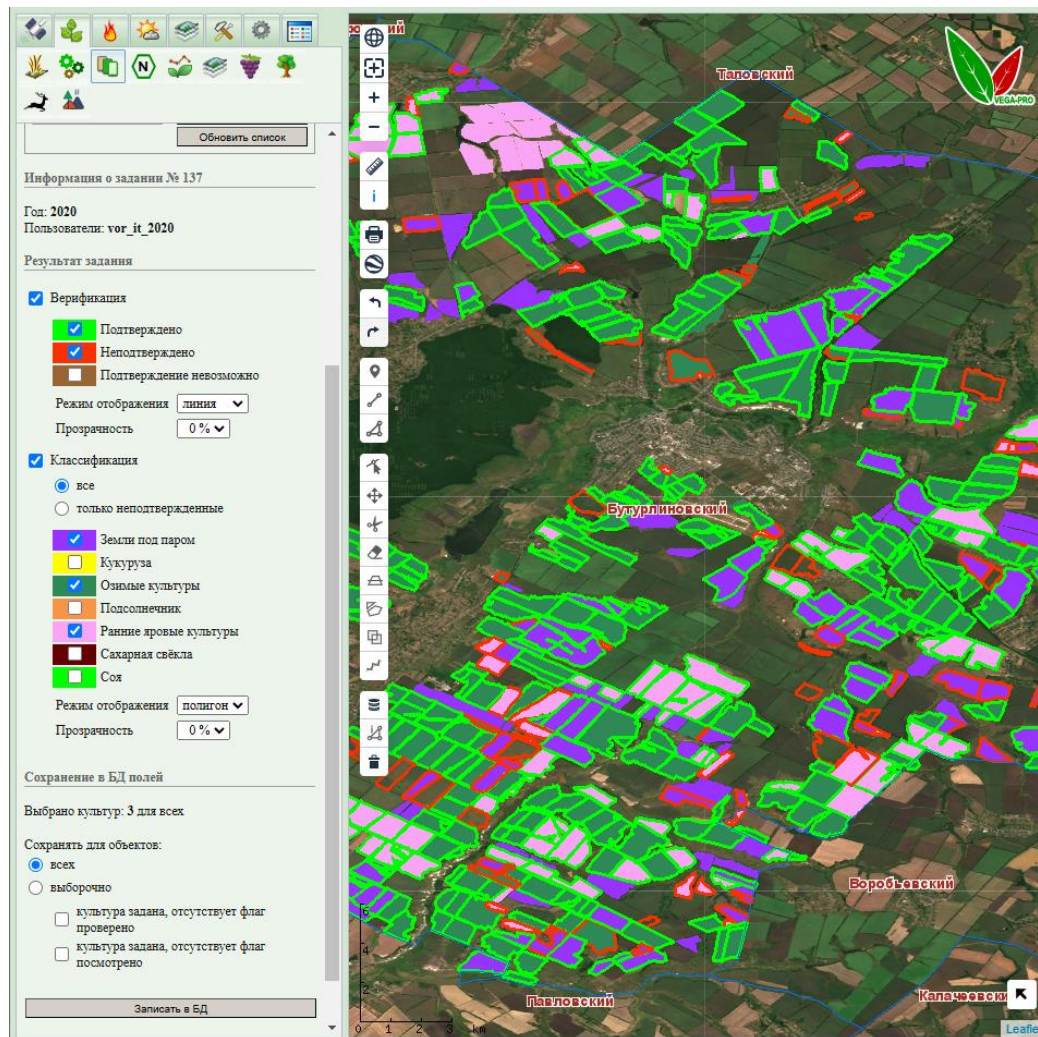 N
Обновить список
Информация о задании № 137
Год: 2020
Пользователи: vor_it_2020
Результат задания
Верификация
Подтверждено
Неподтверждено
Подтверждение невозможно
Режим отображения линия
Прозрачность 0 %
Классификация
все
только неподтвержденные
Земли под паром
Кукуруза
Озимые культуры
Подсолнечник
Ранние яровые культуры
Сахарная свёкла
Соя
Режим отображения полигон
Прозрачность 0 %
Сохранение в БД полей
Выбрано культур: 3 для всех
Сохранять для объектов:
всех
выборочно
культура задана, отсутствует флаг
проверено
культура задана, отсутствует флаг
посмотрено
Записать в БД
Таловский
VEGA-PRO
i
Бутурлиновский
Воробьевский
Павловский
Калачеевски
6
4
2
0 1 2 3 km
Leafle